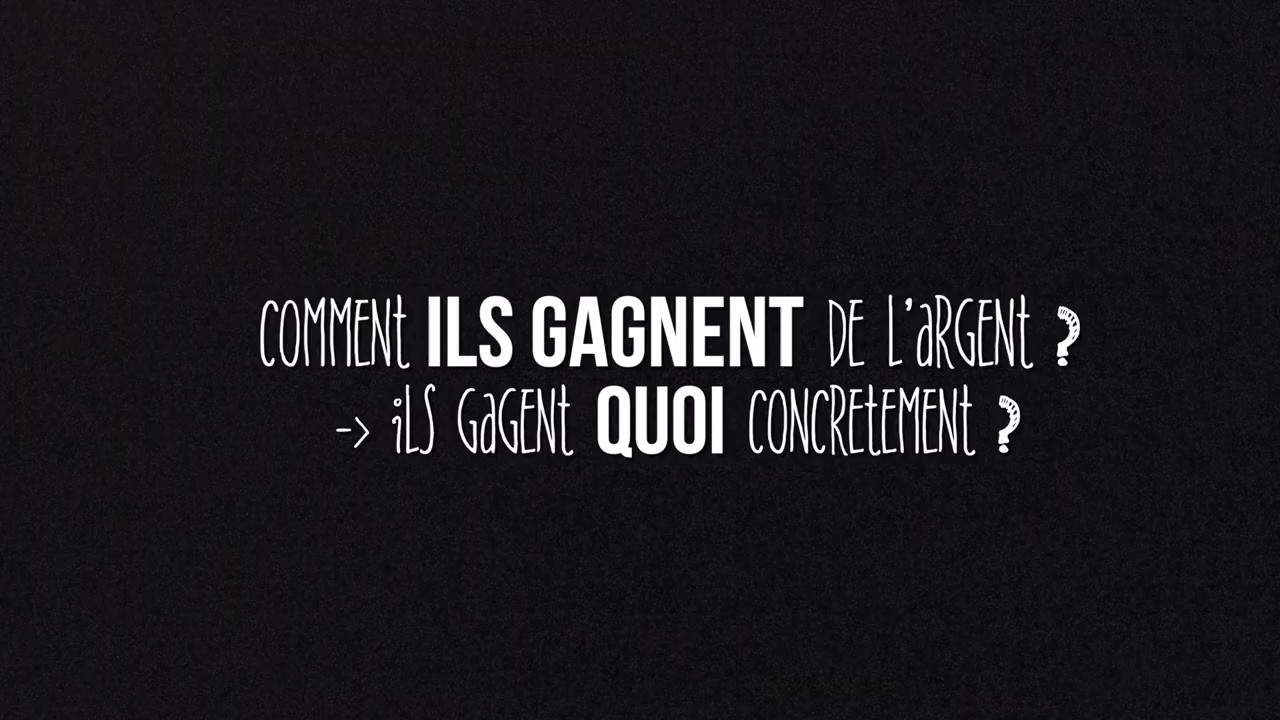 COMMENT ILS GAGNENT DE L'ARGENT ?
-> ILS GAGENT QUOI CONCRETEMENT ?